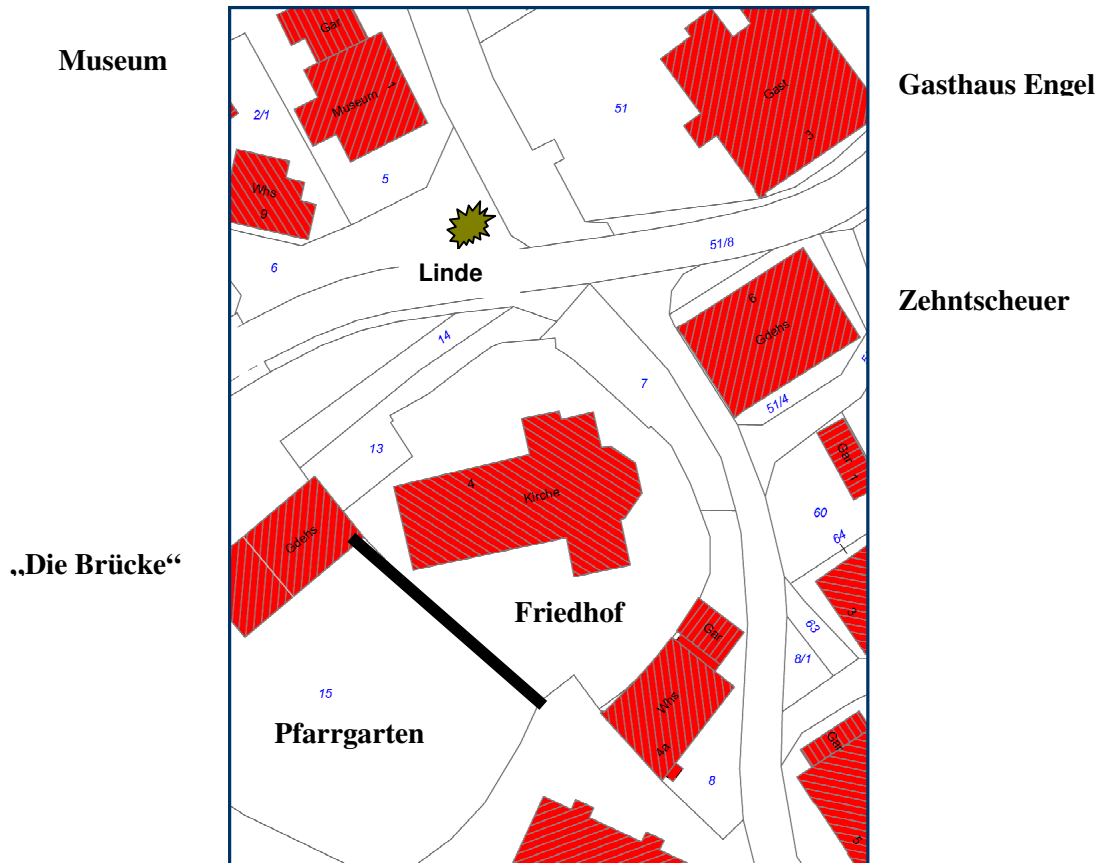 Museum
Gasthaus Engel
Zehntscheuer
„Die Brücke“
Gar
Museum
1
2/1
5
Whs
9
6
Linde
51
Gast
3
51/8
6
Gdehs
51/4
14
7
13
4
Kirche
Gar 1
60
64
Gdehs
Friedhof
3
63
8/1
Gar
Whs
4a
15
Pfarrgarten
8
Gar
5